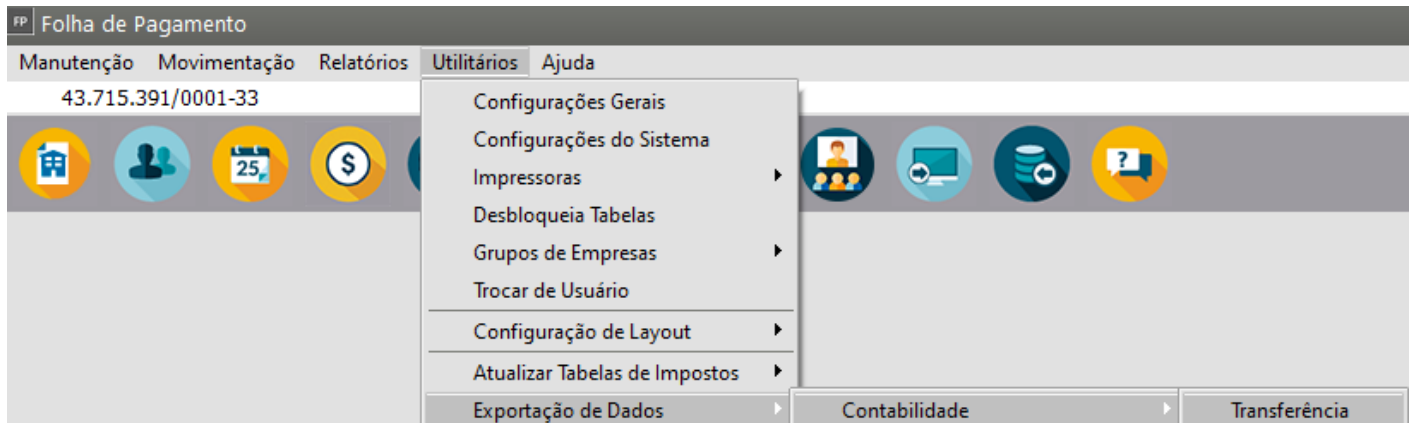 FP Folha de Pagamento
Manutenção Movimentação Relatórios Utilitários Ajuda
43.715.391/0001-33
Configurações Gerais
Configurações do Sistema
25
$
?
Impressoras
Desbloqueia Tabelas
Grupos de Empresas
Trocar de Usuário
Configuração de Layout
Atualizar Tabelas de Impostos
Exportação de Dados Contabilidade Transferência